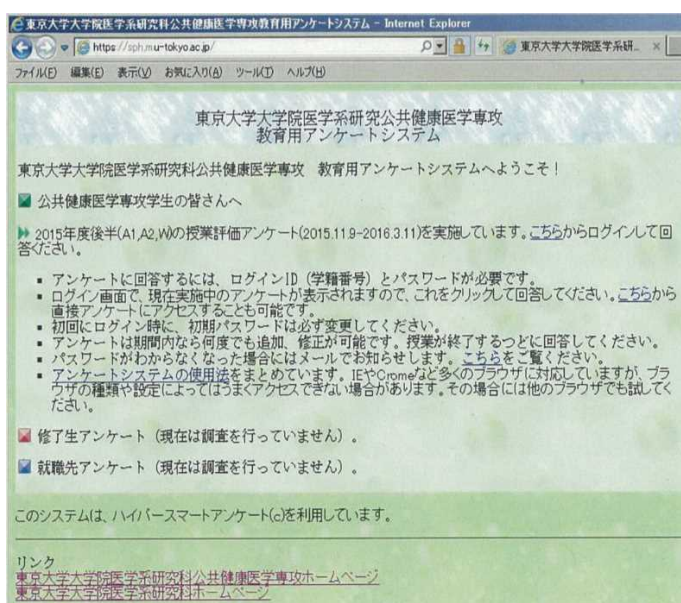 東京大学大学院医学系研究科公共健康医学専攻教育用アンケートシステム - Internet Explorer
https://sph.m.u-tokyo.ac.jp/
東京大学大学院医学系研...
ファイル(F) 編集(E) 表示(V) お気に入り(A) ツール(T) ヘルプ(H)
東京大学大学院医学系研究公共健康医学専攻
教育用アンケートシステム
東京大学大学院医学系研究科公共健康医学専攻 教育用アンケートシステムへようこそ！
公共健康医学専攻学生の皆さんへ
2015年度後半(A1,A2,W)の授業評価アンケート(2015.11.9-2016.3.11)を実施しています。こちらからログインして回
答ください。
アンケートに回答するには、ログインID（学籍番号）とパスワードが必要です。
ログイン画面で、現在実施中のアンケートが表示されますので、これをクリックして回答してください。こちらから
直接アンケートにアクセスすることも可能です。
初回にログイン時に、初期パスワードは必ず変更してください。
アンケートは期間内なら何度でも追加、修正が可能です。授業が終了するつどに回答してください。
パスワードがわからなくなった場合にはメールでお知らせします。こちらをご覧ください。
アンケートシステムの使用法をまとめています。IEやCromeなど多くのブラウザに対応していますが、ブラ
ウザの種類や設定によってはうまくアクセスできない場合があります。その場合には他のブラウザでも試してく
ださい。
修了生アンケート（現在は調査を行っていません）。
就職先アンケート（現在は調査を行っていません）。
このシステムは、ハイパースマートアンケート(c)を利用しています。
リンク
東京大学大学院医学系研究科公共健康医学専攻ホームページ
東京大学大学院医学系研究科ホームページ